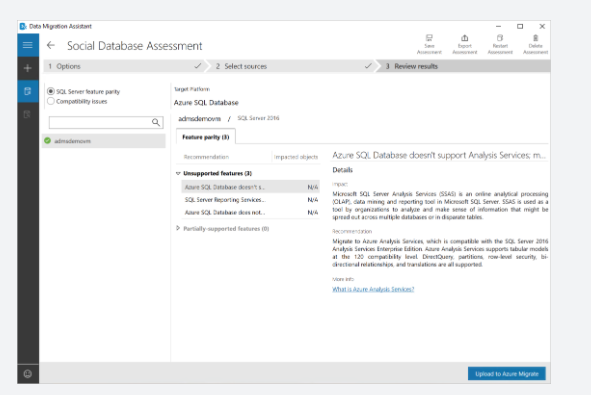 Data Migration Assistant
Social Database Assessment
Save Assessment
Export Assessment
Restart Assessment
Delete Assessment
1 Options
2 Select sources
3 Review results
SQL Server feature parity
Compatibility issues
admsdemovm
Target Platform
Azure SQL Database
admsdemovm / SQL Server 2016
Feature parity (3)
Recommendation
Impacted objects
Unsupported features (3)
Azure SQL Database doesn't s... N/A
SQL Server Reporting Services... N/A
Azure SQL Database does not... N/A
Partially-supported features (0)
Azure SQL Database doesn't support Analysis Services; m...
Details
Impact
Microsoft SQL Server Analysis Services (SSAS) is an online analytical processing
(OLAP), data mining and reporting tool in Microsoft SQL Server. SSAS is used as a
tool by organizations to analyze and make sense of information that might be
spread out across multiple databases or in disparate tables.
Recommendation
Migrate to Azure Analysis Services, which is compatible with the SQL Server 2016
Analysis Services Enterprise Edition. Azure Analysis Services supports tabular models
at the 120 compatibility level. DirectQuery, partitions, row-level security, bi-
directional relationships, and translations are all supported.
More info
What is Azure Analysis Services?
Upload to Azure Migrate